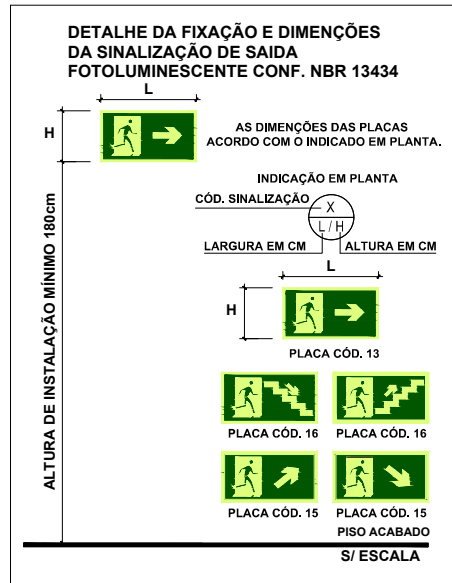 DETALHE DA FIXAÇÃO E DIMENÇÕES
DA SINALIZAÇÃO DE SAIDA
FOTOLUMINESCENTE CONF. NBR 13434
L
H
AS DIMENÇÕES DAS PLACAS
ACORDO COM O INDICADO EM PLANTA.
INDICAÇÃO EM PLANTA
CÓD. SINALIZAÇÃO
X
L / H
LARGURA EM CM
ALTURA EM CM
L
H
PLACA CÓD. 13
PLACA CÓD. 16
PLACA CÓD. 16
PLACA CÓD. 15
PLACA CÓD. 15
ALTURA DE INSTALAÇÃO MÍNIMO 180cm
PISO ACABADO
S/ ESCALA